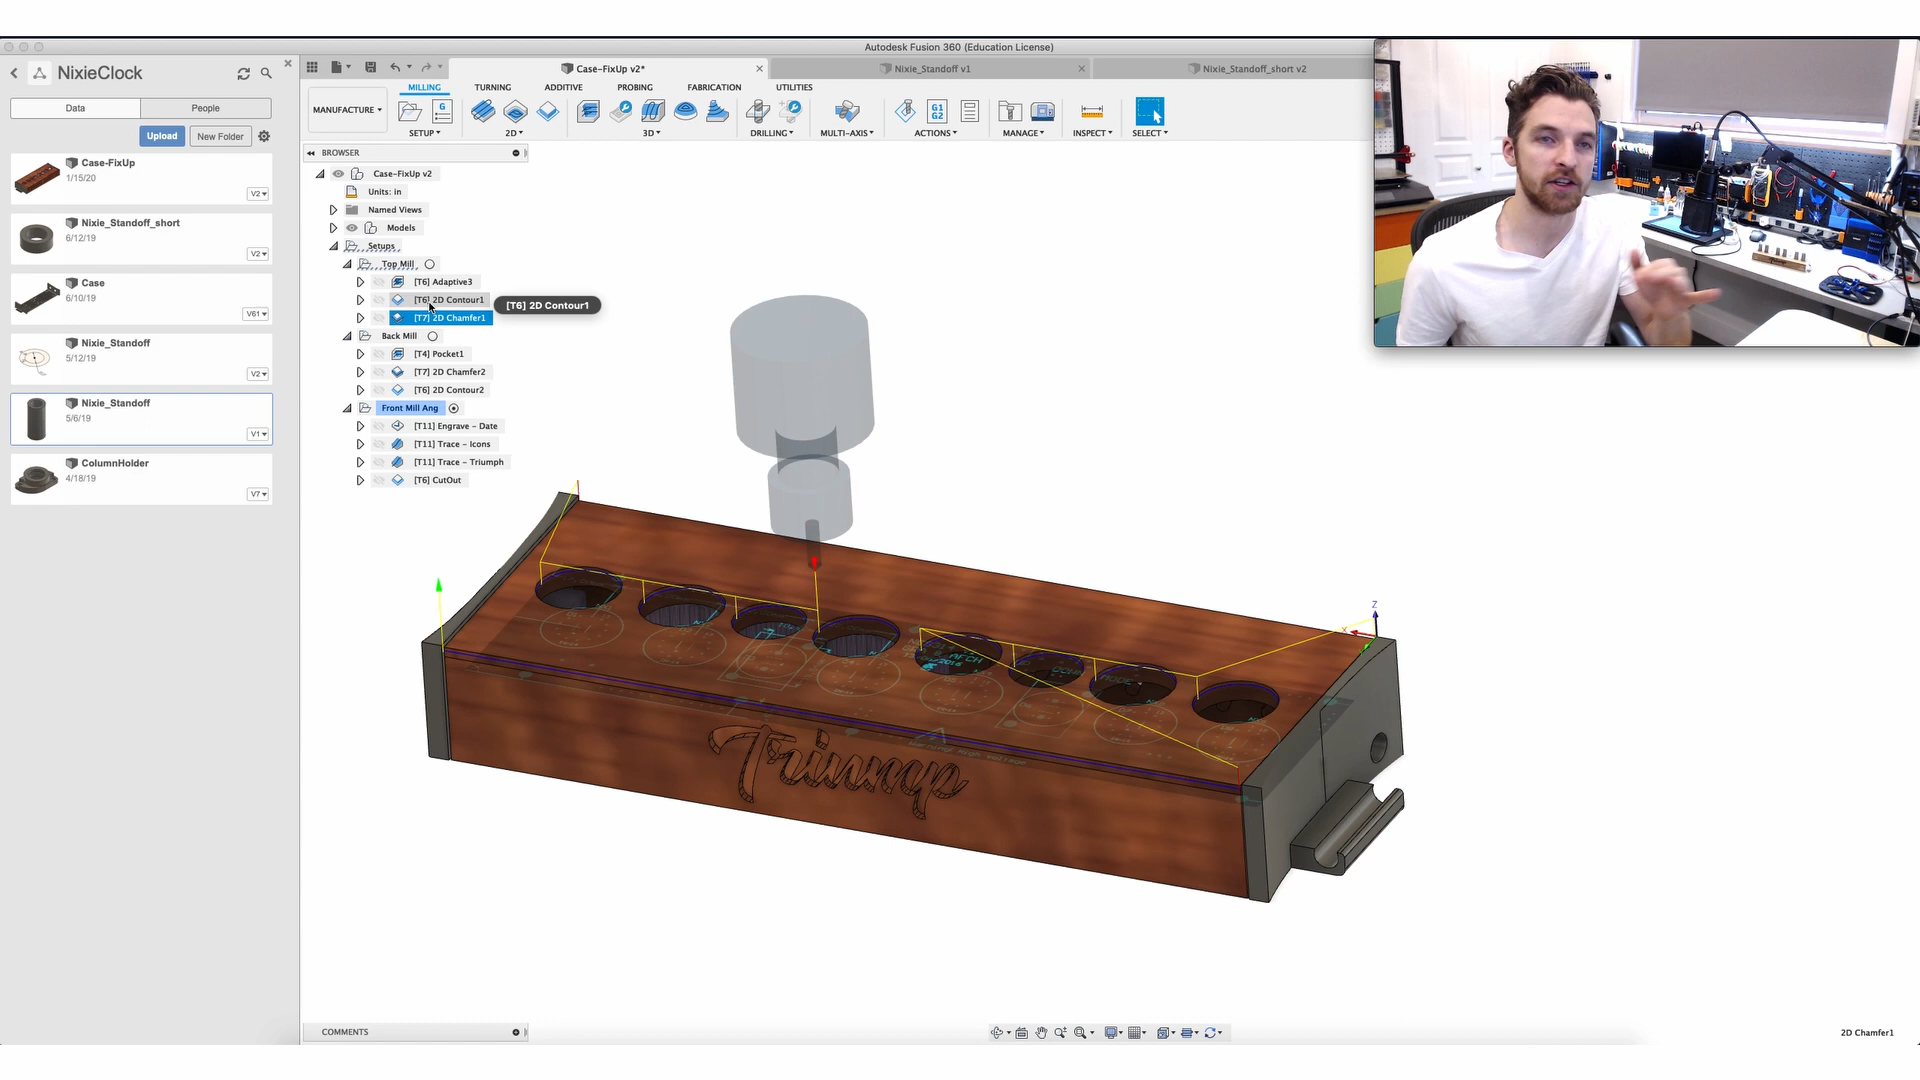 Autodesk Fusion 360 (Education License)
NixieClock
Data
People
Upload
New Folder
Case-FixUp
1/15/20
V2
Nixie_Standoff_short
6/12/19
V2
Case
6/10/19
V61
Nixie_Standoff
5/12/19
V2
Nixie_Standoff
5/6/19
V1
ColumnHolder
4/18/19
V7
Case-FixUp v2*
Nixie_Standoff v1
Nixie_Standoff_short v2
MILLING
TURNING
ADDITIVE
PROBING
FABRICATION
UTILITIES
MANUFACTURE
G
G1
G2
SETUP
2D
3D
DRILLING
MULTI-AXIS
ACTIONS
MANAGE
INSPECT
SELECT
BROWSER
Case-FixUp v2
Units: in
Named Views
Models
Setups
Top Mill
[T6] Adaptive3
[T6] 2D Contour1
[T6] 2D Contour1
[T7] 2D Chamfer1
Back Mill
[T4] Pocket1
[T7] 2D Chamfer2
[T6] 2D Contour2
Front Mill Ang
[T11] Engrave - Date
[T11] Trace - Icons
[T11] Trace - Triumph
[T6] CutOut
Z
X
MODE
Triump
COMMENTS
2D Chamfer1